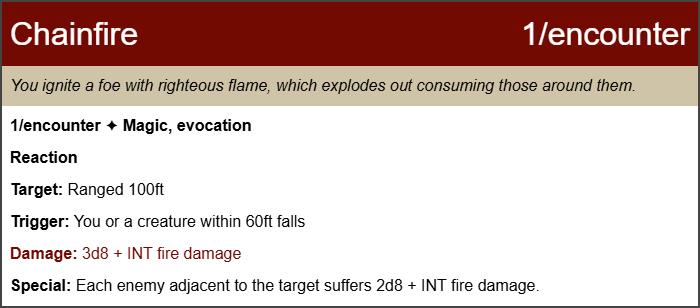 Chainfire 1/encounter
You ignite a foe with righteous flame, which explodes out consuming those around them.
1/encounter ✦ Magic, evocation
Reaction
Target: Ranged 100ft
Trigger: You or a creature within 60ft falls
Damage: 3d8 + INT fire damage
Special: Each enemy adjacent to the target suffers 2d8 + INT fire damage.